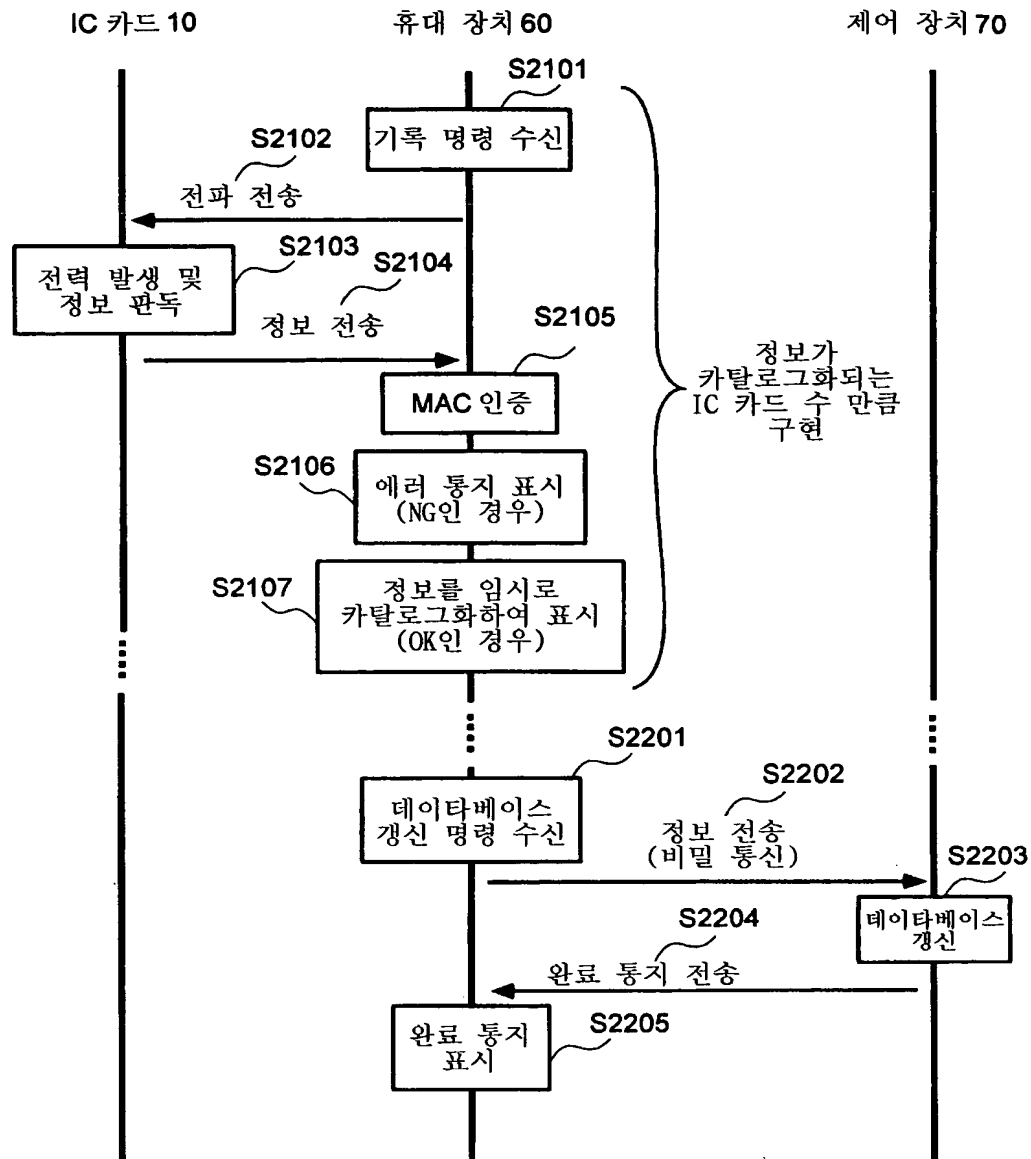 IC 카드 10
휴대 장치 60
제어 장치 70
S2101
기록 명령 수신
S2102
전파 전송
S2103
전력 발생 및
정보 판독
S2104
정보 전송
S2105
MAC 인증
정보가
카탈로그화되는
IC 카드 수 만큼
구현
S2106
에러 통지 표시
(NG인 경우)
S2107
정보를 임시로
카탈로그화하여 표시
(OK인 경우)
S2201
데이타베이스
갱신 명령 수신
S2202
정보 전송
(비밀 통신)
S2203
데이타베이스
갱신
S2204
완료 통지 전송
S2205
완료 통지
표시